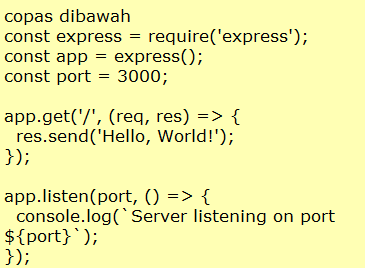 copas dibawah
const express = require('express');
const app = express();
const port = 3000;

app.get('/', (req, res) => {
  res.send('Hello, World!');
});

app.listen(port, () => {
  console.log(`Server listening on port
${port}`);
});